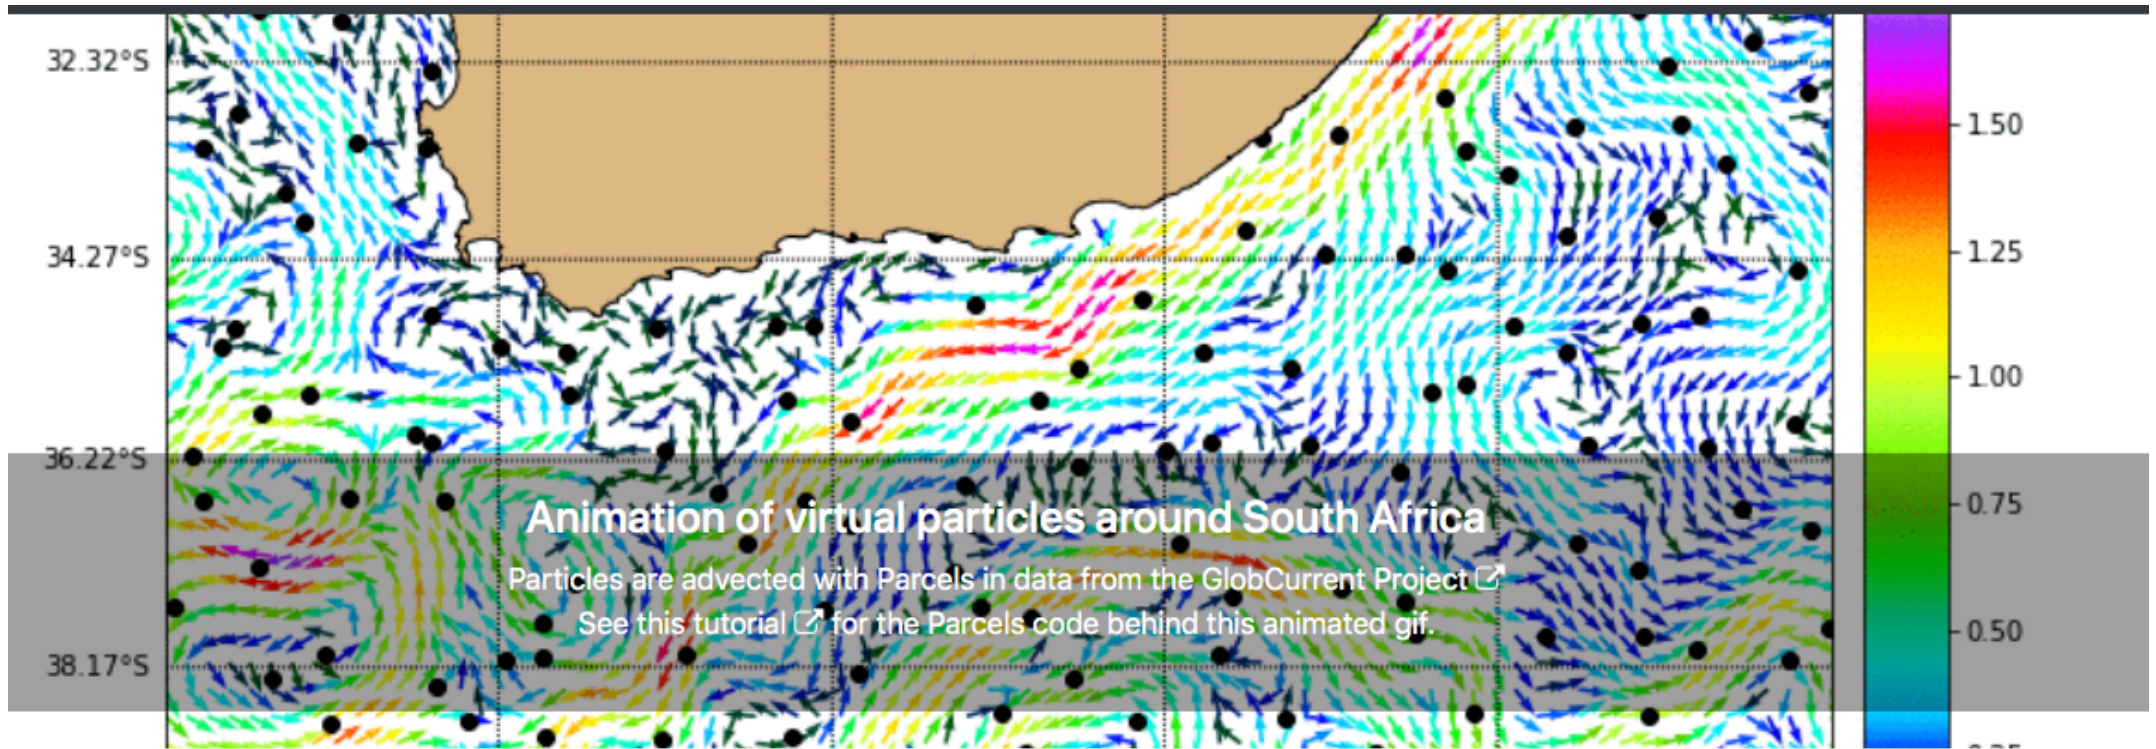 32.32°S
34.27°S
36.22°S
38.17°S
1.50
1.25
1.00
0.75
0.50
Animation of virtual particles around South Africa
Particles are advected with Parcels in data from the GlobCurrent Project
See this tutorial for the Parcels code behind this animated gif.